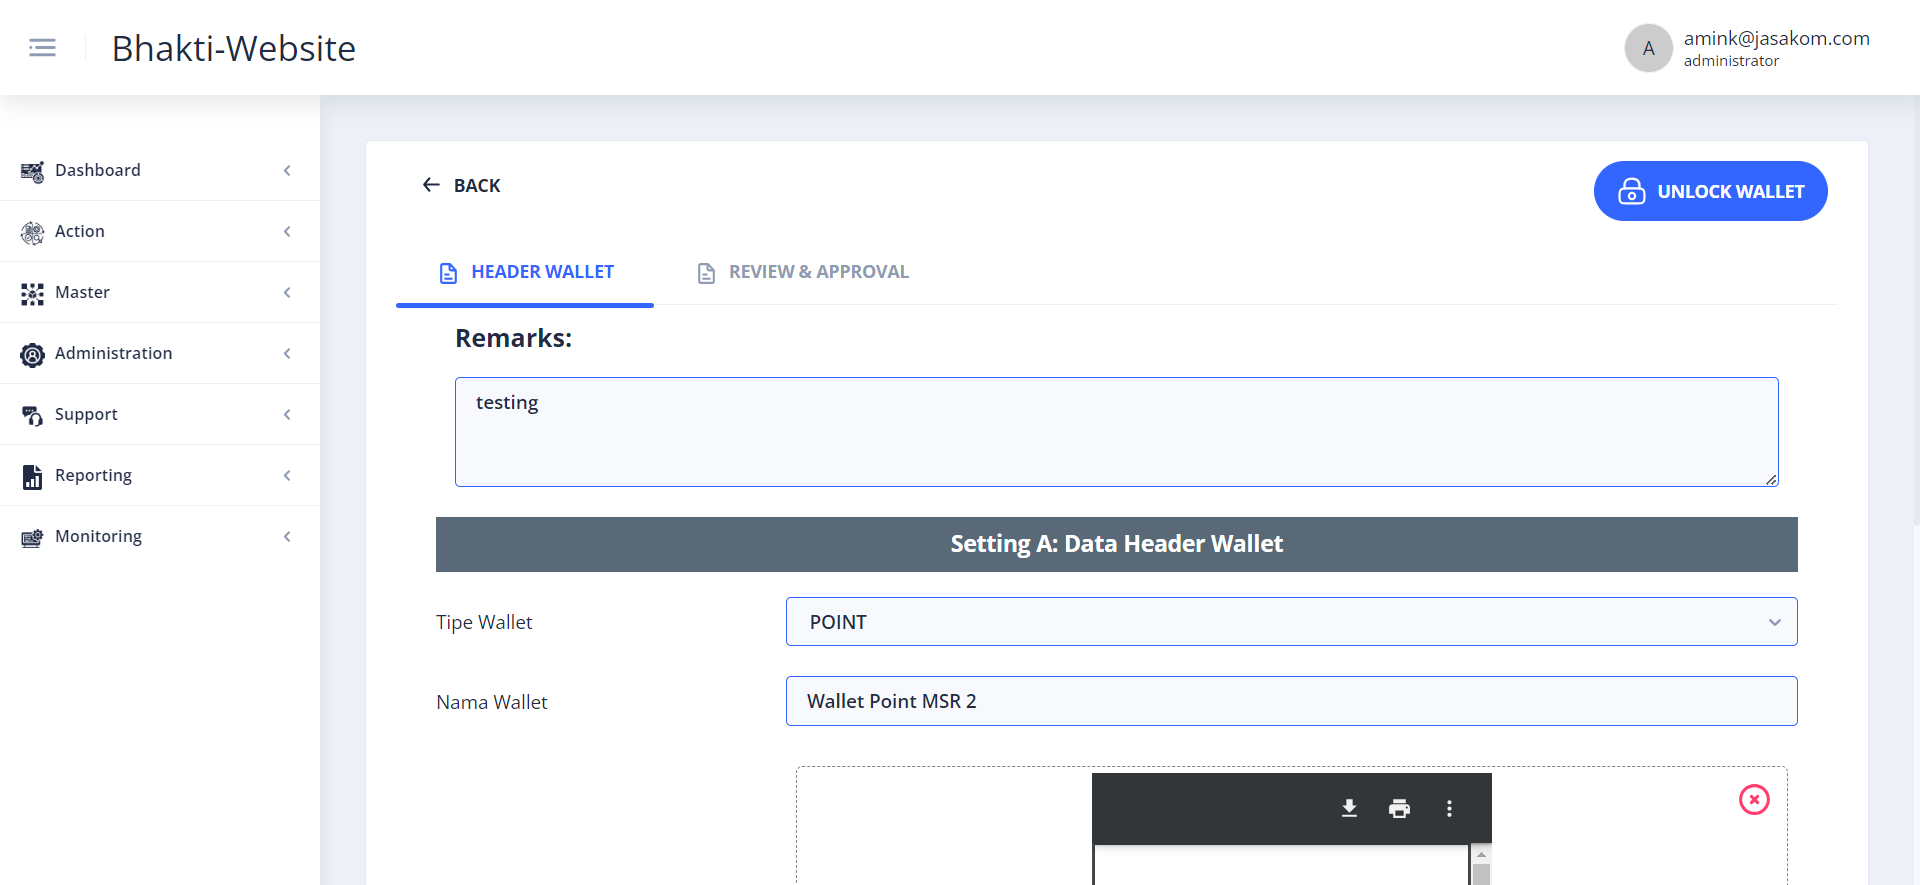 Bhakti-Website
A
amink@jasakom.com
administrator
Dashboard
Action
Master
Administration
Support
Reporting
Monitoring
BACK
UNLOCK WALLET
HEADER WALLET
REVIEW & APPROVAL
Remarks:
testing
Setting A: Data Header Wallet
Tipe Wallet
POINT
Nama Wallet
Wallet Point MSR 2